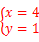 x = 4
y = 1